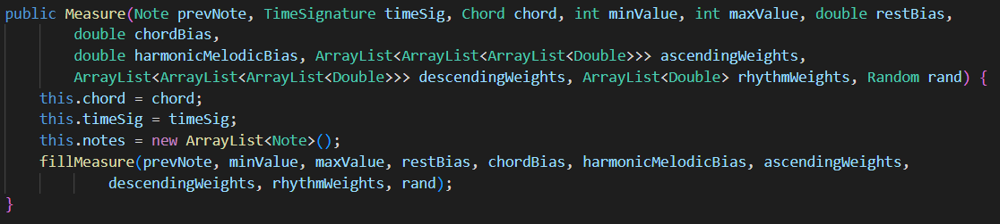 public Measure(Note prevNote, TimeSignature timeSig, Chord chord, int minValue, int maxValue, double restBias,
        double chordBias,
        double harmonicMelodicBias, ArrayList<ArrayList<ArrayList<Double>>> ascendingWeights,
        ArrayList<ArrayList<ArrayList<Double>>> descendingWeights, ArrayList<Double> rhythmWeights, Random rand) {
    this.chord = chord;
    this.timeSig = timeSig;
    this.notes = new ArrayList<Note>();
    fillMeasure(prevNote, minValue, maxValue, restBias, chordBias, harmonicMelodicBias, ascendingWeights,
            descendingWeights, rhythmWeights, rand);
}